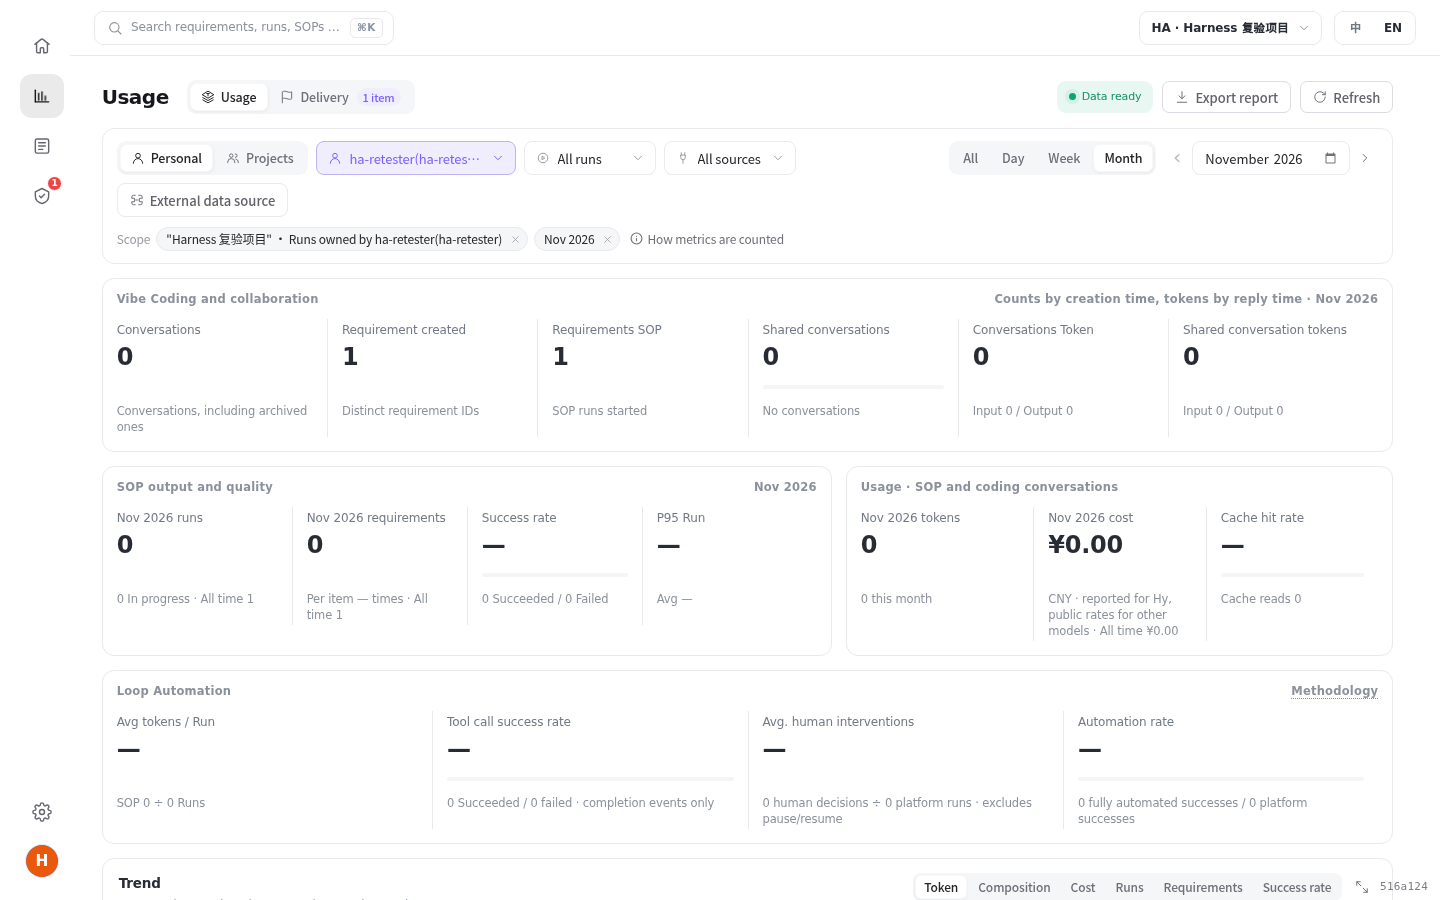 Search requirements, runs, SOPs ... ⌘K
HA · Harness 复验项目
中 EN
1
Usage
Usage
Delivery 1 item
Data ready
Export report
Refresh
Personal
Projects
ha-retester(ha-retes···
All runs
All sources
All Day Week Month
November 2026
External data source
Scope
"Harness 复验项目" • Runs owned by ha-retester(ha-retester) ×
Nov 2026 ×
How metrics are counted
Vibe Coding and collaboration
Counts by creation time, tokens by reply time · Nov 2026
Conversations
0
Conversations, including archived
ones
Requirement created
1
Distinct requirement IDs
Requirements SOP
1
SOP runs started
Shared conversations
0
No conversations
Conversations Token
0
Input 0 / Output 0
Shared conversation tokens
0
Input 0 / Output 0
SOP output and quality
Nov 2026
Nov 2026 runs
0
0 In progress · All time 1
Nov 2026 requirements
0
Per item — times · All
time 1
Success rate
—
0 Succeeded / 0 Failed
P95 Run
—
Avg —
Usage · SOP and coding conversations
Nov 2026 tokens
0
0 this month
Nov 2026 cost
¥0.00
CNY · reported for Hy,
public rates for other
models · All time ¥0.00
Cache hit rate
—
Cache reads 0
Loop Automation
Methodology
Avg tokens / Run
—
SOP 0 ÷ 0 Runs
Tool call success rate
—
0 Succeeded / 0 failed · completion events only
Avg. human interventions
—
0 human decisions ÷ 0 platform runs · excludes
pause/resume
Automation rate
—
0 fully automated successes / 0 platform
successes
Trend
Token Composition Cost Runs Requirements Success rate
516a124
H